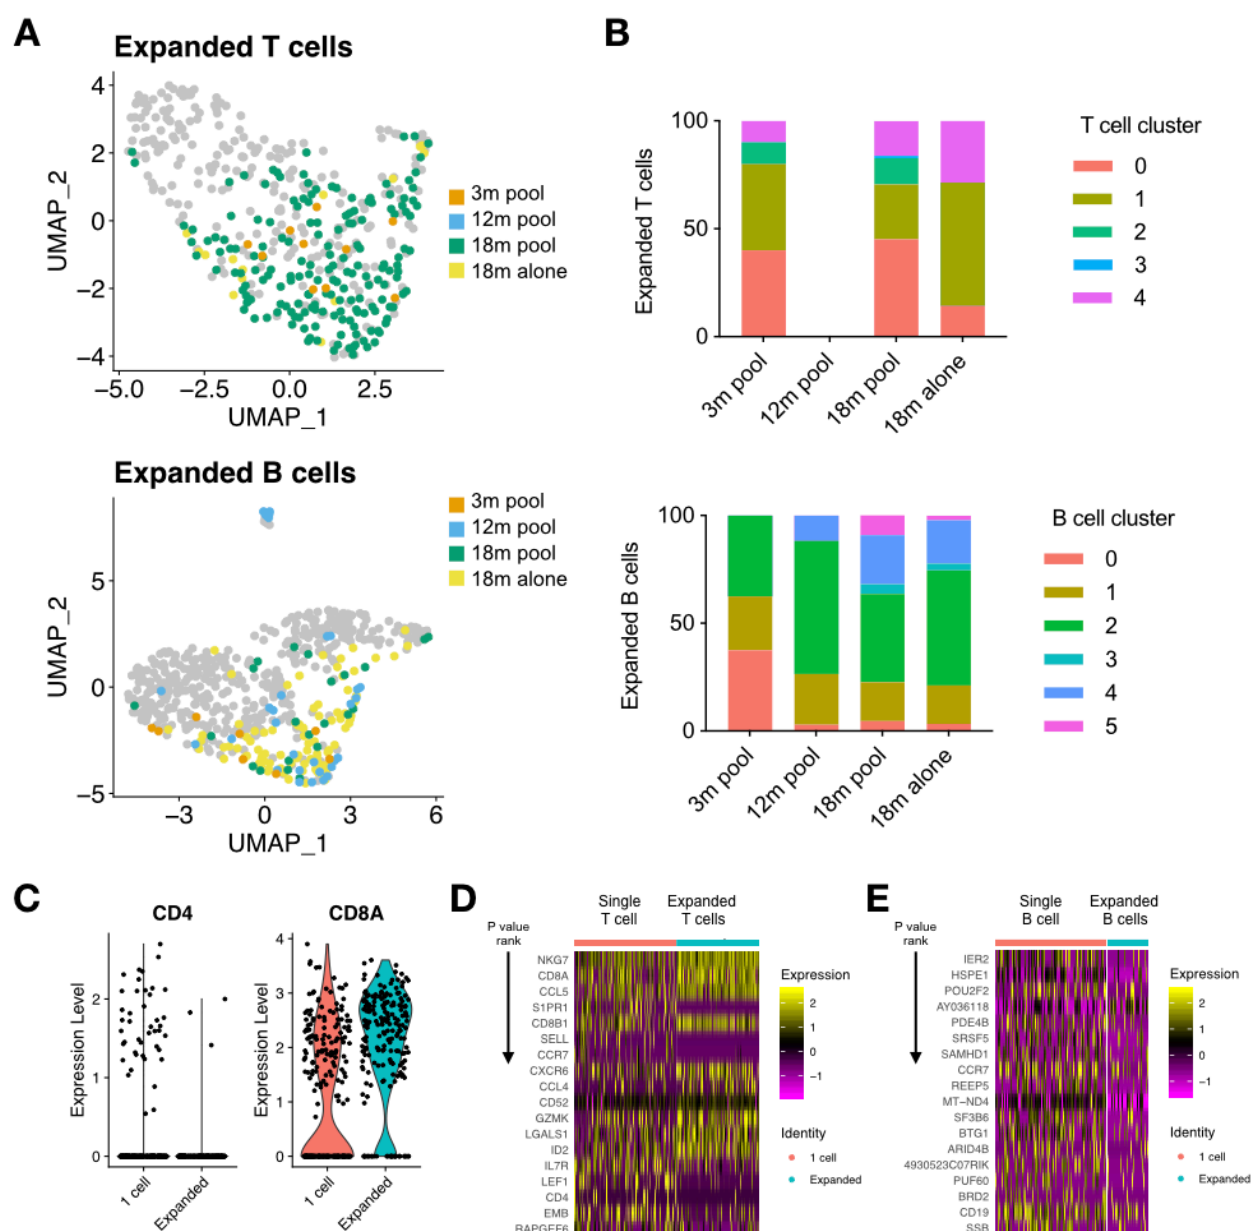 A
Expanded T cells
4
2
0
−2
−4
UMAP_2
−5.0
−2.5
0.0
2.5
UMAP_1
3m pool
12m pool
18m pool
18m alone
B
100
50
0
Expanded T cells
3m pool
12m pool
18m pool
18m alone
T cell cluster
0
1
2
3
4
Expanded B cells
5
0
−5
UMAP_2
−3
0
3
6
UMAP_1
3m pool
12m pool
18m pool
18m alone
100
50
0
Expanded B cells
3m pool
12m pool
18m pool
18m alone
B cell cluster
0
1
2
3
4
5
C
CD4
2
1
0
Expression Level
1 cell
Expanded
CD8A
4
3
2
1
0
Expression Level
1 cell
Expanded
D
P value
rank
Single
T cell
Expanded
T cells
NKG7
CD8A
CCL5
S1PR1
CD8B1
SELL
CCR7
CXCR6
CCL4
CD52
GZMK
LGALS1
ID2
IL7R
LEF1
CD4
EMB
RAPGEF6
Expression
2
1
0
−1
Identity
1 cell
Expanded
E
P value
rank
Single
B cell
Expanded
B cells
IER2
HSPE1
POU2F2
AY036118
PDE4B
SRSF5
SAMHD1
CCR7
REEP5
MT−ND4
SF3B6
BTG1
ARID4B
4930523C07RIK
PUF60
BRD2
CD19
SSB
Expression
2
1
0
−1
Identity
1 cell
Expanded